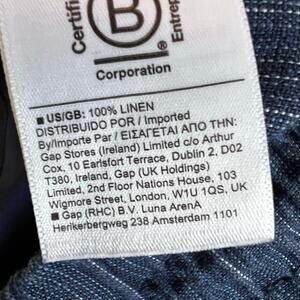 Certifie
B
®
Entrep
Corporation
■ US/GB: 100% LINEN
DISTRIBUIDO POR / Imported
By/Importe Par / ΕΙΣΑΓΕΤΑΙ ΑΠΟ ΤΗΝ:
Gap Stores (Ireland) Limited c/o Arthur
Cox, 10 Earlsfort Terrace, Dublin 2, D02
T380, Ireland, Gap (UK Holdings)
Limited, 2nd Floor Nations House, 103
Wigmore Street, London, W1U 1QS, UK
■ Gap (RHC) B.V. Luna ArenA
Herikerbergweg 238 Amsterdam 1101